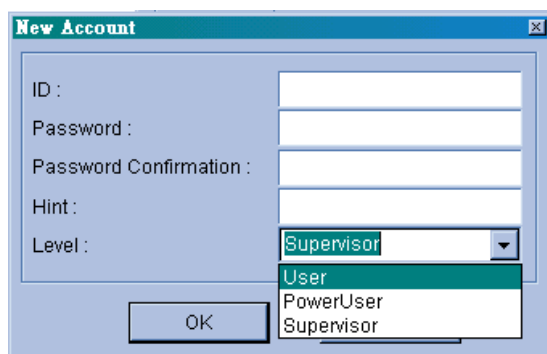 New Account
ID :
Password :
Password Confirmation :
Hint :
Level :
Supervisor
User
PowerUser
Supervisor
OK